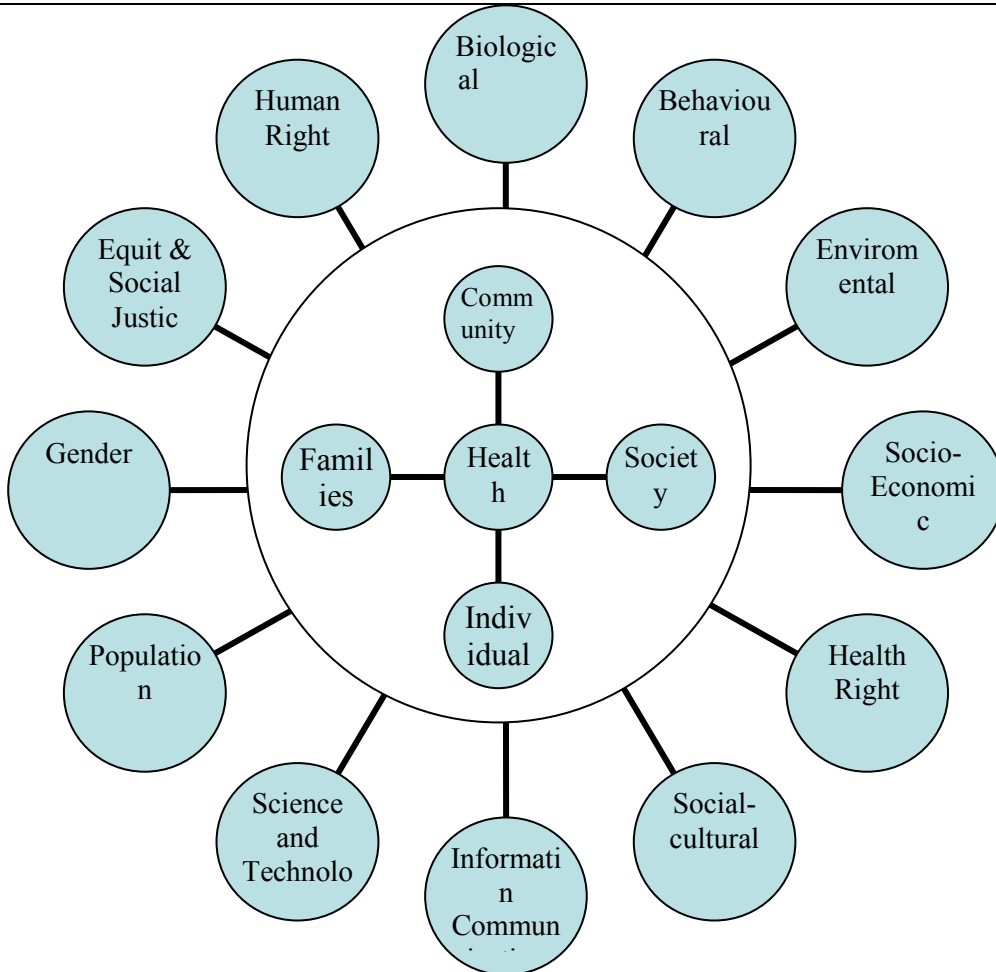 Biologic
al
Behaviou
ral
Envirom
ental
Socio-
Economi
c
Health
Right
Social-
cultural
Informati
n
Commun
Science
and
Technolo
Populatio
n
Gender
Equit &
Social
Justic
Human
Right
Comm
unity
Famil
ies
Healt
h
Societ
y
Indiv
idual